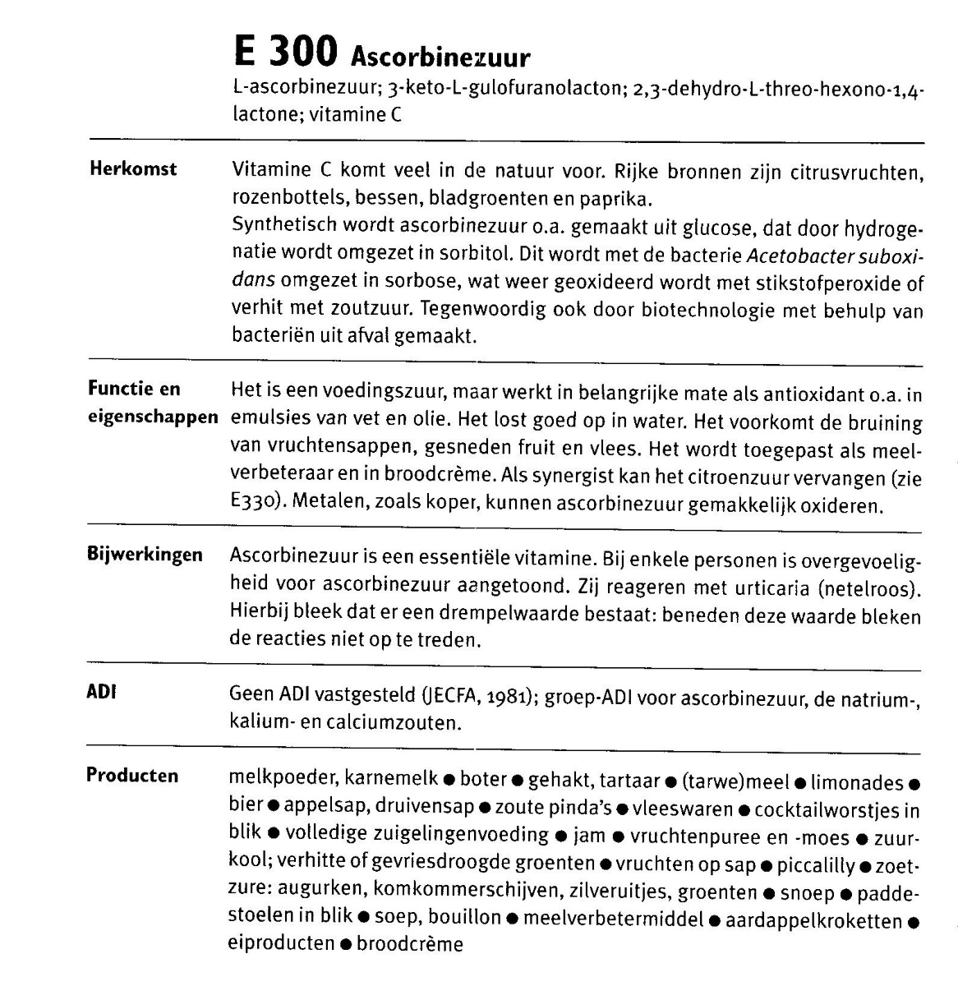 E 300 Ascorbinezuur
L-ascorbinezuur; 3-keto-L-gulofuranolacton; 2,3-dehydro-L-threo-hexono-1,4-
lactone; vitamine C
Herkomst
Vitamine C komt veel in de natuur voor. Rijke bronnen zijn citrusvruchten,
rozenbottels, bessen, bladgroenten en paprika.
Synthetisch wordt ascorbinezuur o.a. gemaakt uit glucose, dat door hydroge-
natie wordt omgezet in sorbitol. Dit wordt met de bacterie Acetobacter suboxi-
dans omgezet in sorbose, wat weer geoxideerd wordt met stikstofperoxide of
verhit met zoutzuur. Tegenwoordig ook door biotechnologie met behulp van
bacteriën uit afval gemaakt.
Functie en
eigenschappen
Het is een voedingszuur, maar werkt in belangrijke mate als antioxidant o.a. in
emulsies van vet en olie. Het lost goed op in water. Het voorkomt de bruining
van vruchtensappen, gesneden fruit en vlees. Het wordt toegepast als meel-
verbeteraar en in broodcrème. Als synergist kan het citroenzuur vervangen (zie
E330). Metalen, zoals koper, kunnen ascorbinezuur gemakkelijk oxideren.
Bijwerkingen
Ascorbinezuur is een essentiële vitamine. Bij enkele personen is overgevoelig-
heid voor ascorbinezuur aangetoond. Zij reageren met urticaria (netelroos).
Hierbij bleek dat er een drempelwaarde bestaat: beneden deze waarde bleken
de reacties niet op te treden.
ADI
Geen ADI vastgesteld (JECFA, 1981); groep-ADI voor ascorbinezuur, de natrium-,
kalium- en calciumzouten.
Producten
melkpoeder, karnemelk ● boter ● gehakt, tartaar ● (tarwe)meel ● limonades ●
bier ● appelsap, druivensap ● zoute pinda's ● vleeswaren ● cocktailworstjes in
blik ● volledige zuigelingenvoeding ● jam ● vruchtenpuree en -moes ● zuur-
kool; verhitte of gevriesdroogde groenten ● vruchten op sap ● piccalilly ● zoet-
zure: augurken, komkommerschijven, zilveruitjes, groenten ● snoep ● padde-
stoelen in blik ● soep, bouillon ● meelverbetermiddel ● aardappelkroketten ●
eiproducten ● broodcrème